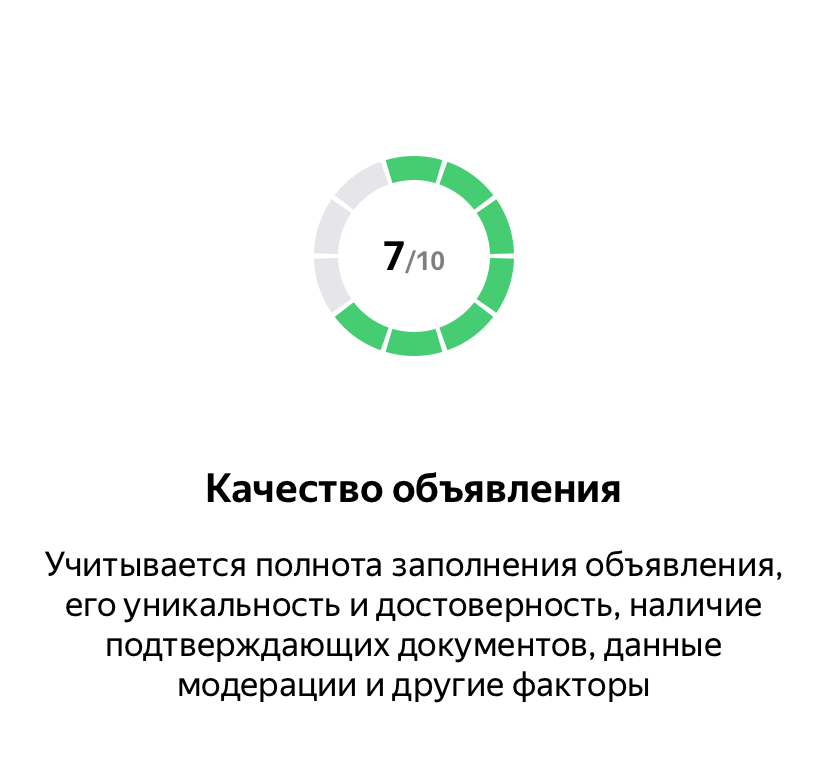 7/10
Качество объявления
Учитывается полнота заполнения объявления,
его уникальность и достоверность, наличие
подтверждающих документов, данные
модерации и другие факторы